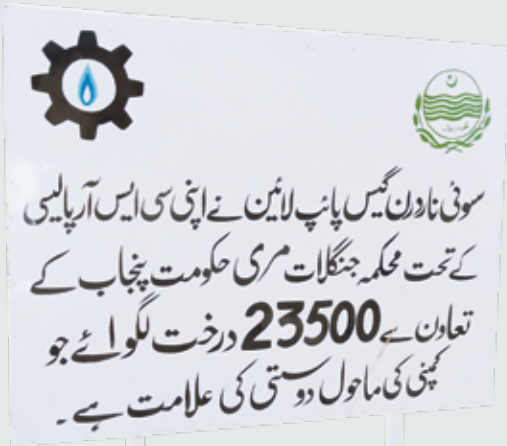 سوئی ناردرن گیس پائپ لائین نے اپنی سی ایس آر پالیسی
کے تحت محکمہ جنگلات مری حکومت پنجاب کے
تعاون سے 23500 درخت لگوائے جو
کمپنی کی ماحول دوستی کی علامت ہے ۔